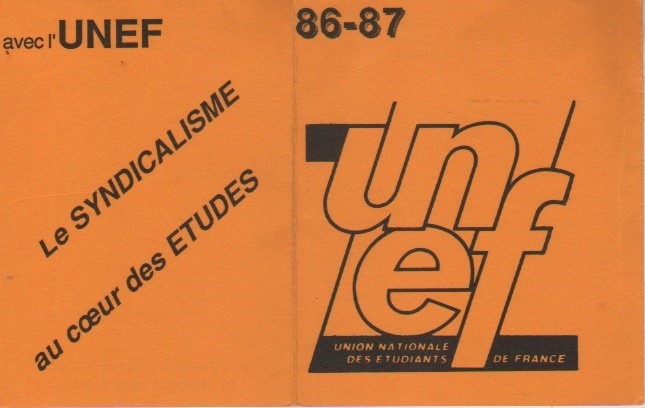 avec l'UNEF
Le SYNDICALISME
au cœur des ETUDES
86-87
unef
UNION NATIONALE
DES ETUDIANTS DE FRANCE